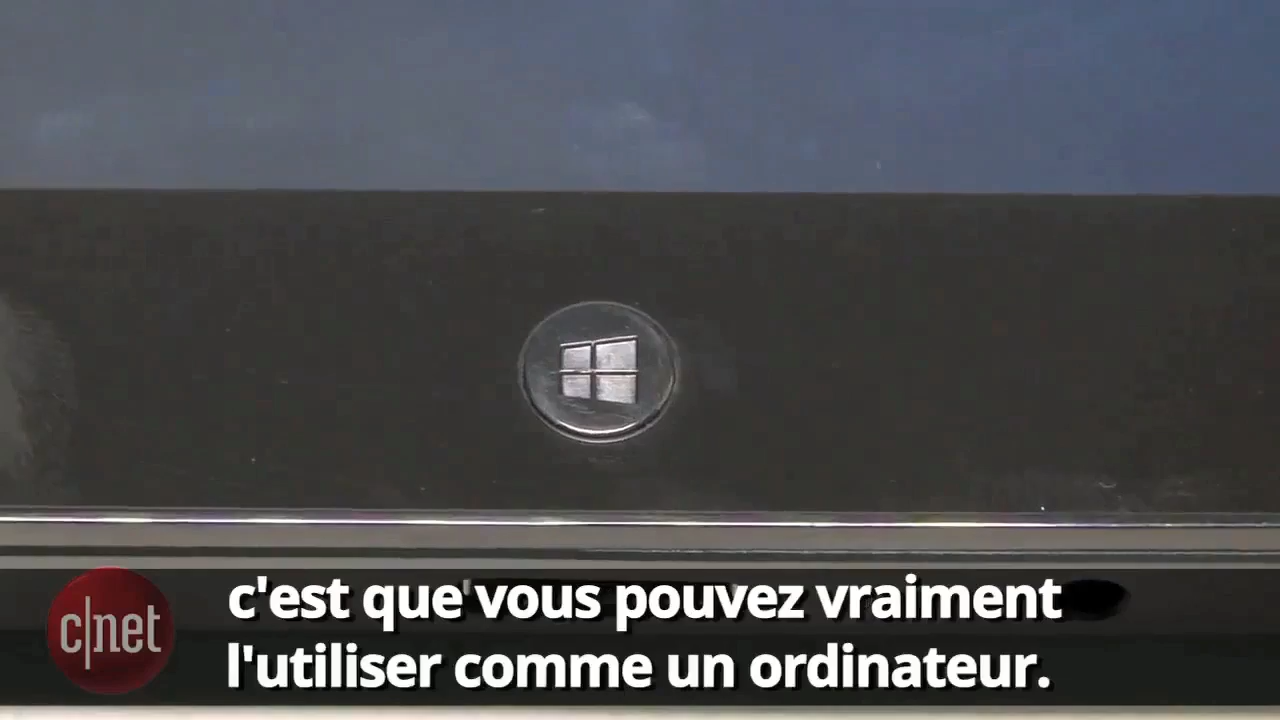 c'est que vous pouvez vraiment
c|net
l'utiliser comme un ordinateur.